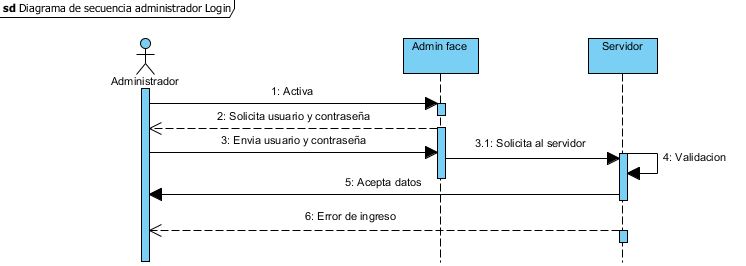 sd Diagrama de secuencia administrador Login
Admin face
Servidor
Administrador
1: Activa
2: Solicita usuario y contraseña
3: Envia usuario y contraseña
3.1: Solicita al servidor
4: Validacion
5: Acepta datos
6: Error de ingreso